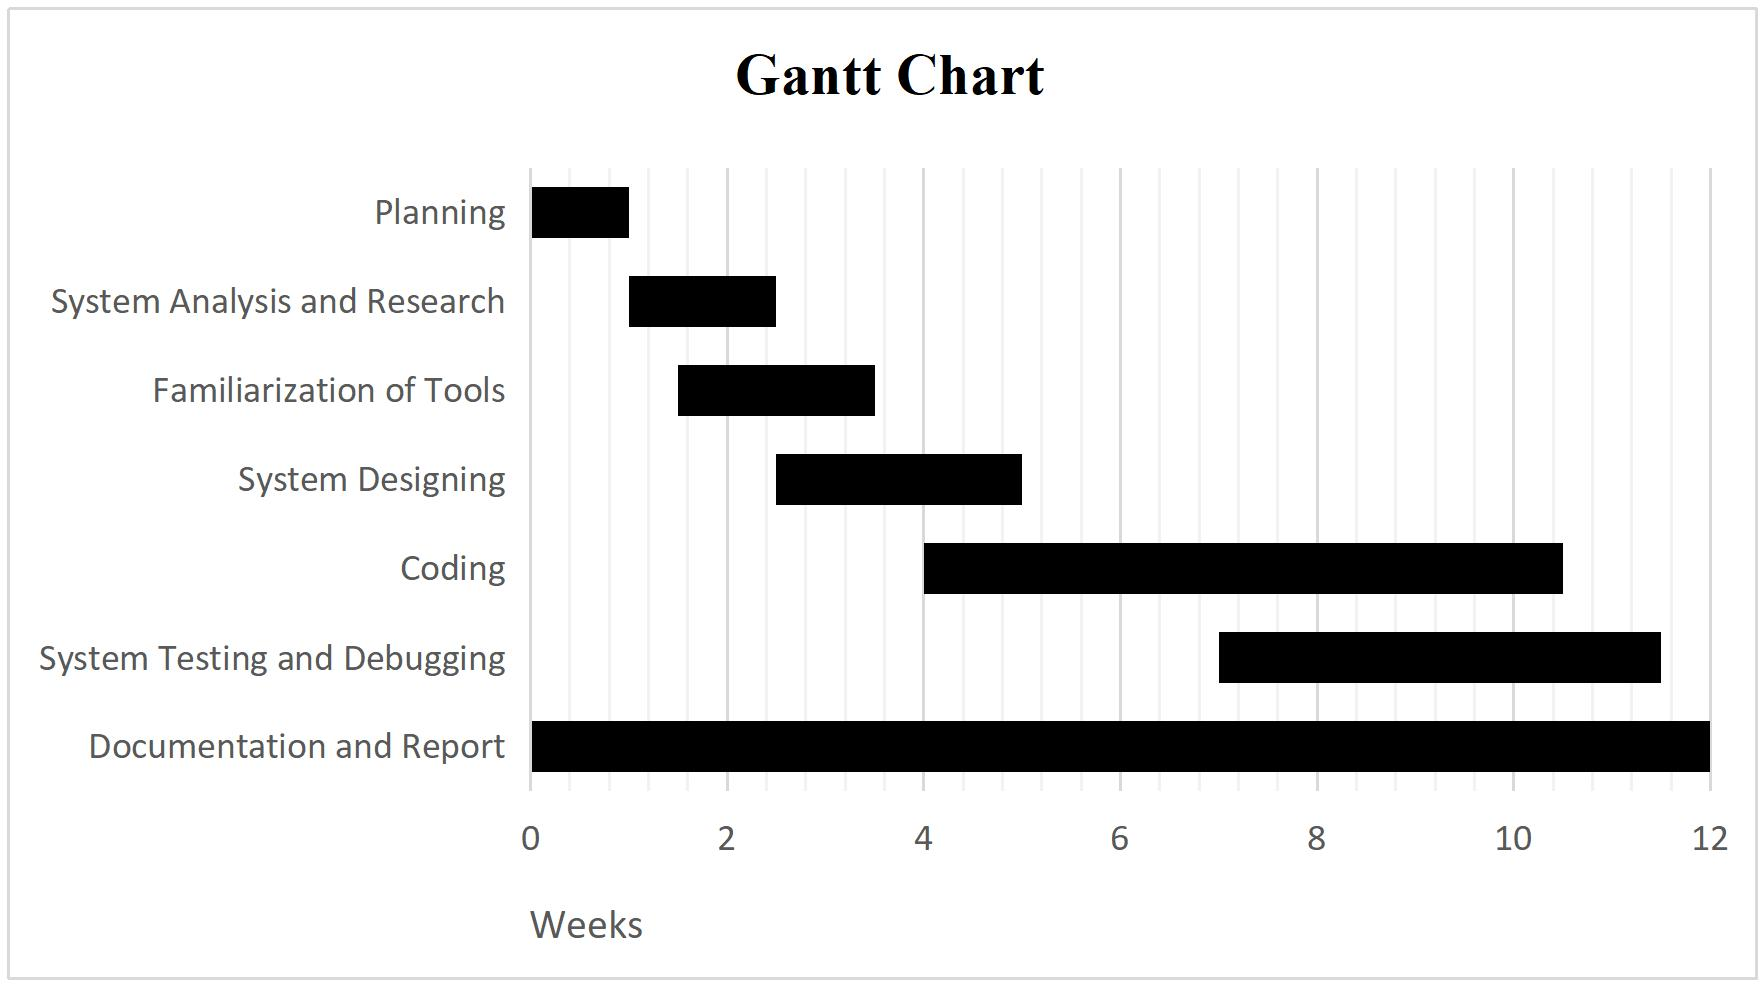 Gantt Chart
Planning
System Analysis and Research
Familiarization of Tools
System Designing
Coding
System Testing and Debugging
Documentation and Report
0 2 4 6 8 10 12
Weeks